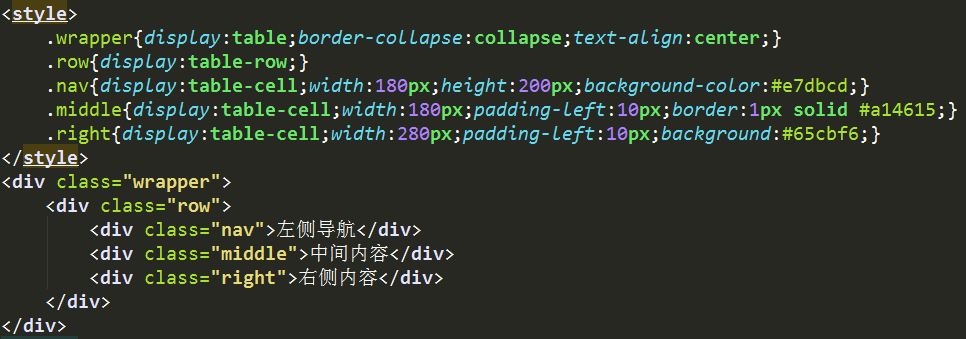 <style>
    .wrapper{display:table;border-collapse:collapse;text-align:center;}
    .row{display:table-row;}
    .nav{display:table-cell;width:180px;height:200px;background-color:#e7dbcd;}
    .middle{display:table-cell;width:180px;padding-left:10px;border:1px solid #a14615;}
    .right{display:table-cell;width:280px;padding-left:10px;background:#65cbf6;}
</style>
<div class="wrapper">
    <div class="row">
        <div class="nav">左侧导航</div>
        <div class="middle">中间内容</div>
        <div class="right">右侧内容</div>
    </div>
</div>